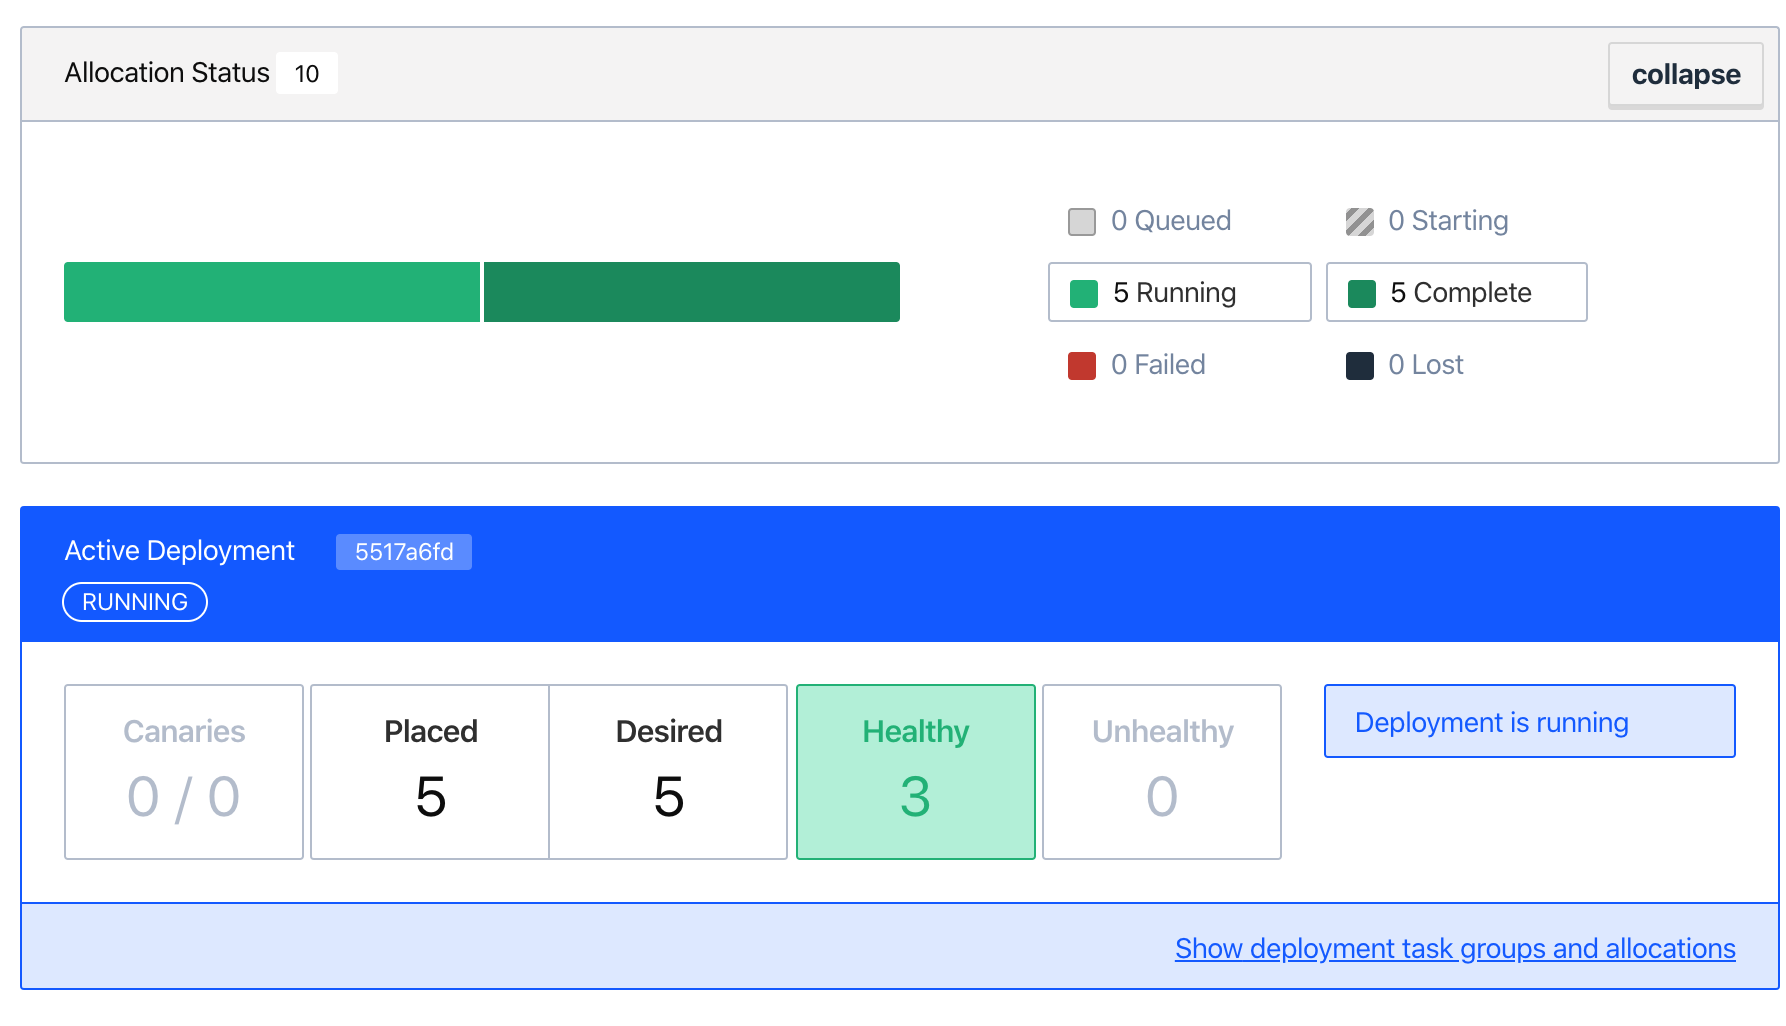 Allocation Status 10
collapse
0 Queued
0 Starting
5 Running
5 Complete
0 Failed
0 Lost
Active Deployment 5517a6fd
RUNNING
Canaries
0 / 0
Placed
5
Desired
5
Healthy
3
Unhealthy
0
Deployment is running
Show deployment task groups and allocations